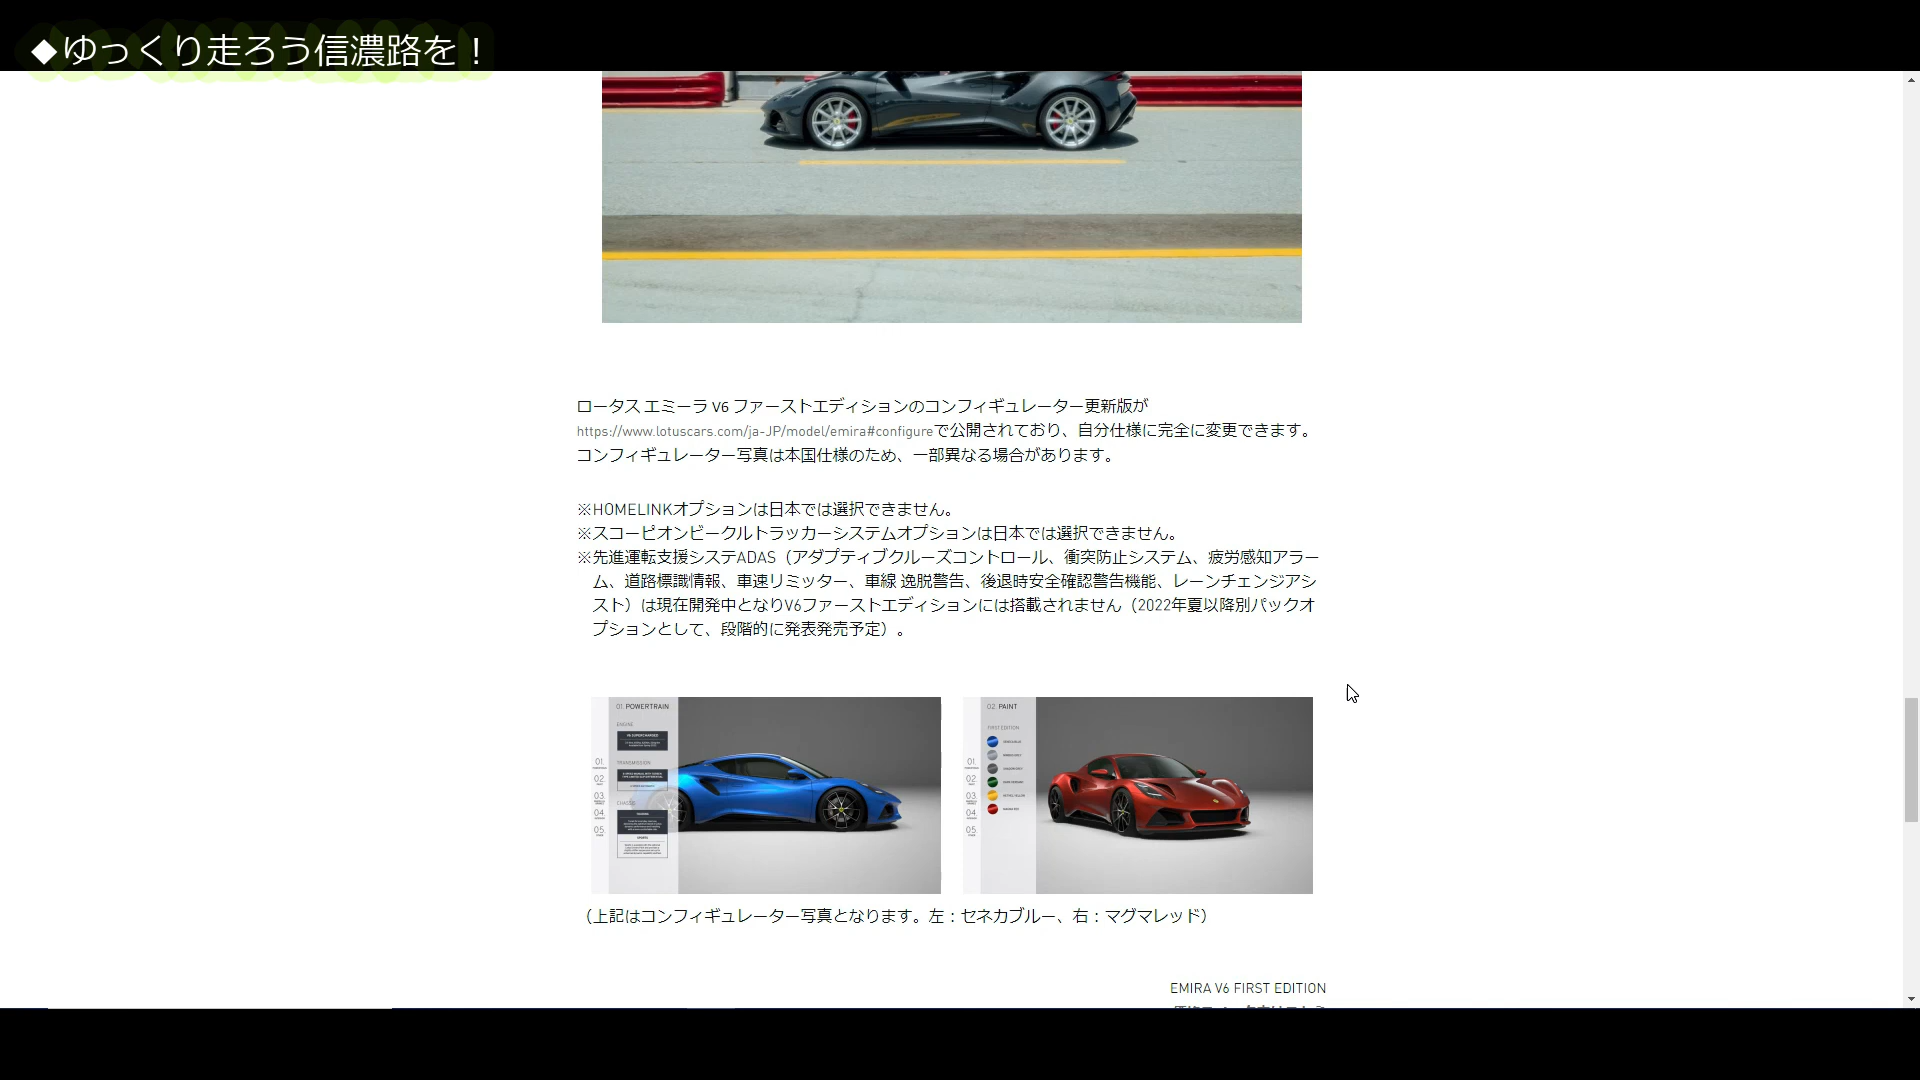 ◆ゆっくり走ろう信濃路を！
ロータス エミーラ V6 ファーストエディションのコンフィギュレーター更新版が
https://www.lotuscars.com/ja-JP/model/emira#configureで公開されており、自分仕様に完全に変更できます。
コンフィギュレーター写真は本国仕様のため、一部異なる場合があります。
※HOMELINKオプションは日本では選択できません。
※スコーピオンビークルトラッカーシステムオプションは日本では選択できません。
※先進運転支援システADAS（アダプティブクルーズコントロール、衝突防止システム、疲労感知アラー
ム、道路標識情報、車速リミッター、車線 逸脱警告、後退時安全確認警告機能、レーンチェンジアシ
スト）は現在開発中となりV6ファーストエディションには搭載されません（2022年夏以降別パックオ
プションとして、段階的に発表発売予定）。
01. POWERTRAIN
ENGINE
V6 SUPERCHARGED
TRANSMISSION
CHASSIS
TOURING
SPORTS
01.
02.
03.
04.
05.
02. PAINT
FIRST EDITION
01.
02.
03.
04.
05.
（上記はコンフィギュレーター写真となります。左：セネカブルー、右：マグマレッド）
EMIRA V6 FIRST EDITION